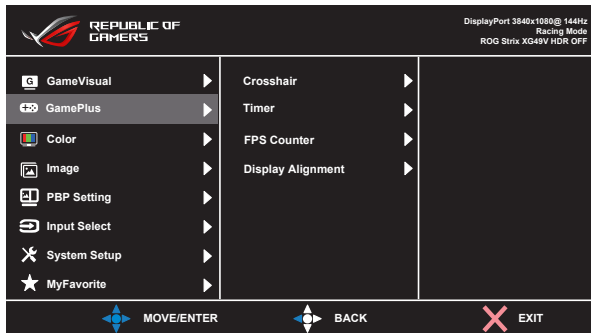 REPUBLIC OF
GAMERS
DisplayPort 3840x1080@ 144Hz
Racing Mode
ROG Strix XG49V HDR OFF
G GameVisual
GamePlus
Color
Image
PBP Setting
Input Select
System Setup
MyFavorite
Crosshair
Timer
FPS Counter
Display Alignment
MOVE/ENTER
BACK
EXIT